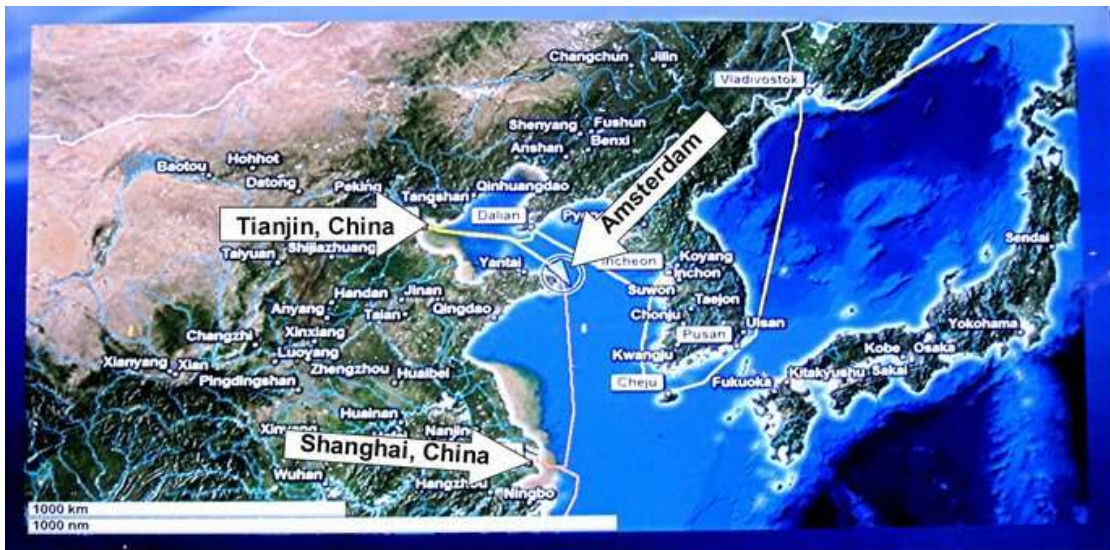 Changchun
Jilin
Vladivostok
Fushun
Shenyang
Benxi
Anshan
Amsterdam
Hohhot
Baotou
Datong
Peking
Tangshan
Qinhuangdao
Dalian
Tianjin, China
Shijiazhuang
Taiyuan
Yantai
Incheon
Koyang
Inchon
Suwon
Taejon
Sendai
Handan
Jinan
Anyang
Taian
Qingdao
Chonju
Ulsan
Pusan
Changzhi
Xinxiang
Luoyang
Kwangju
Yokohama
Kobe
Osaka
Xianyang
Xian
Zhengzhou
Huaibei
Pingdingshan
Cheju
Fukuoka
Kitakyushu
Sakai
Huainan
Nanjing
Shanghai, China
Wuhan
Hangzhou
Ningbo
1000 km
1000 nm